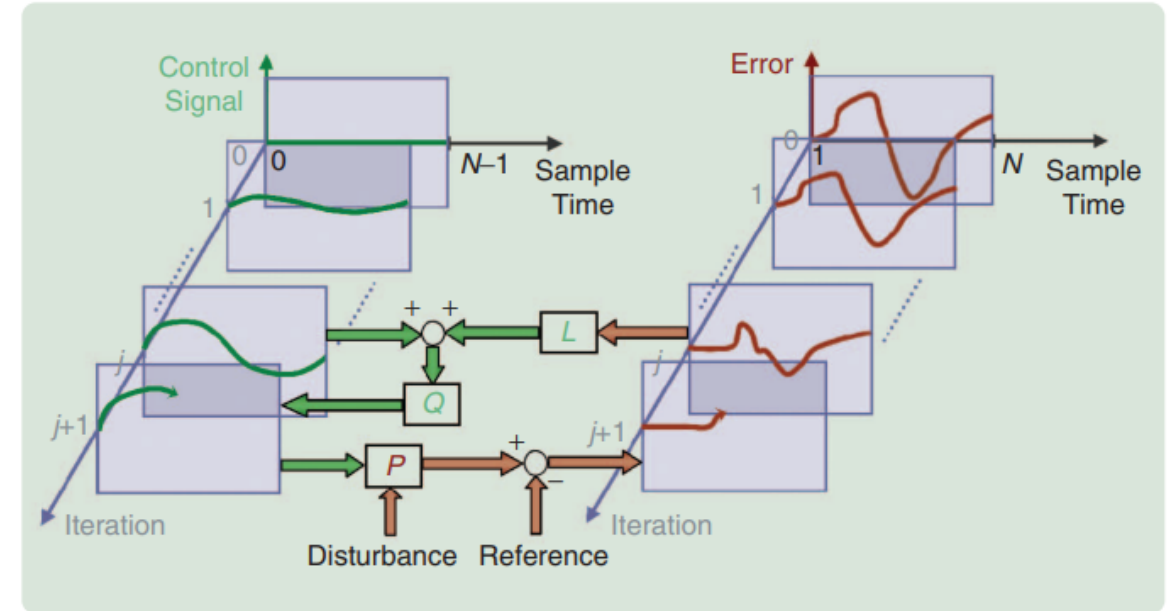 Control
Signal
0
0
N–1
Sample
Time
1
j
j+1
Iteration
Error
0
1
N
Sample
Time
1
j
j+1
Iteration
+ +
L
Q
P
+
–
Disturbance
Reference